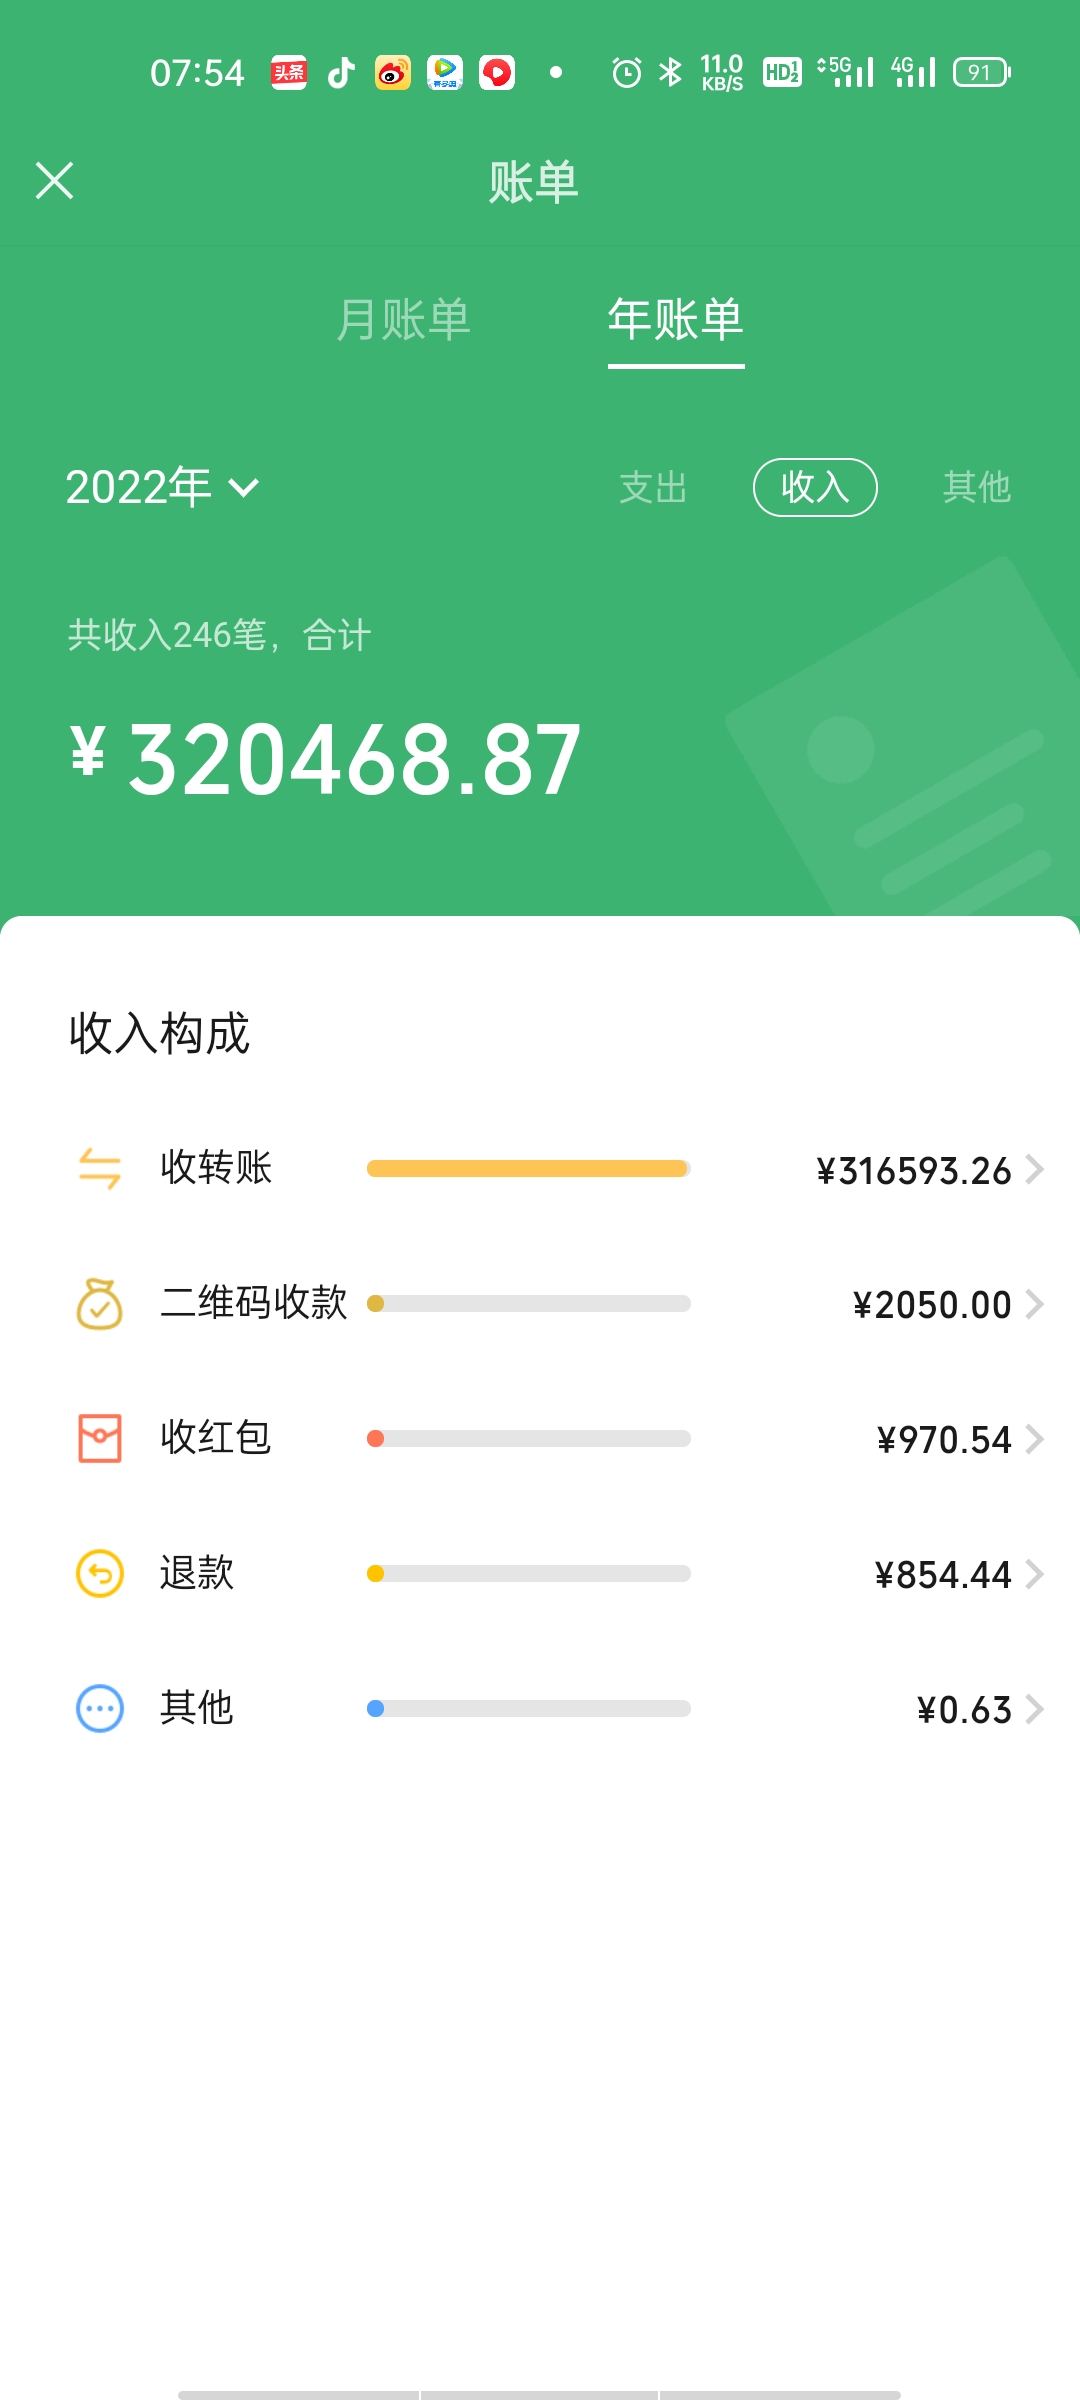 07:54 头条 11.0 KB/S HD 1 2 5G 4G 91
账单
月账单 年账单
2022年 支出 收入 其他
共收入246笔，合计
¥ 320468.87
收入构成
收转账 ¥316593.26
二维码收款 ¥2050.00
收红包 ¥970.54
退款 ¥854.44
其他 ¥0.63